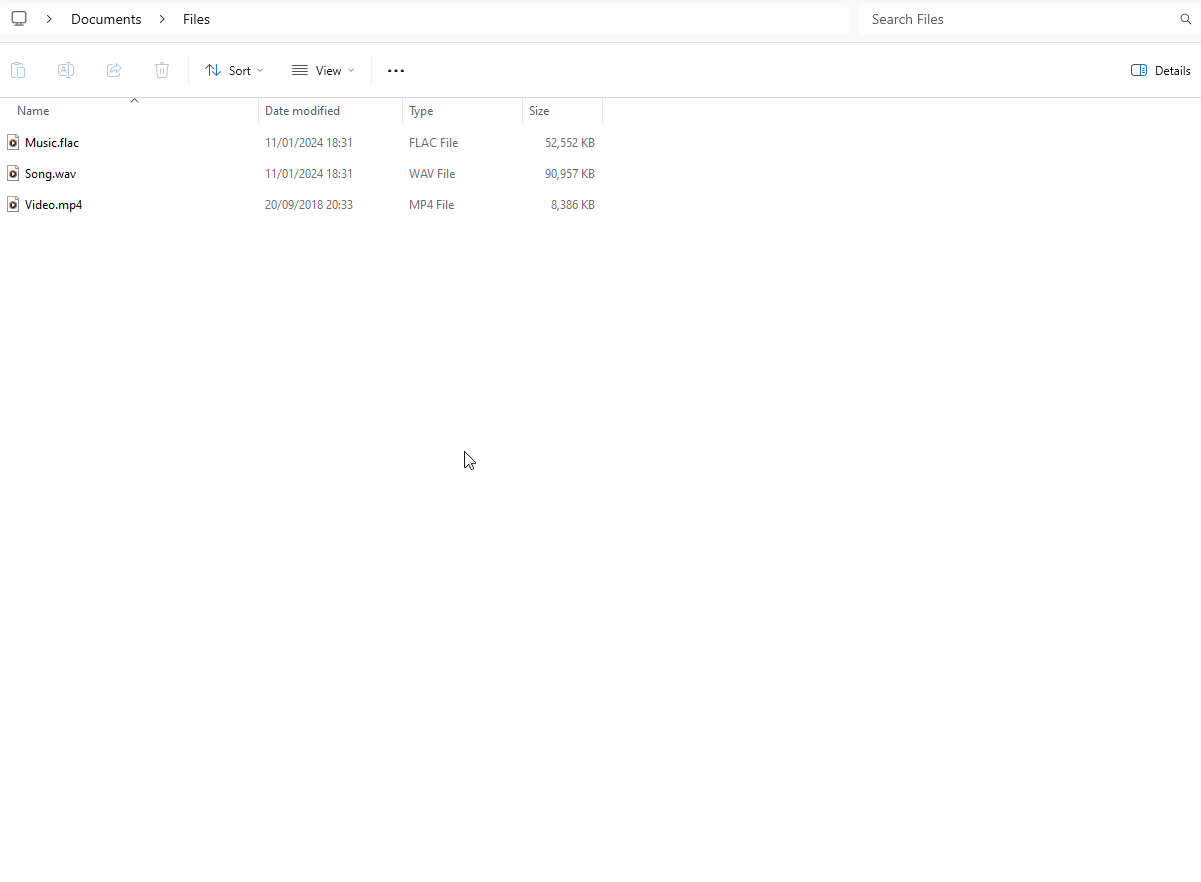 Documents > Files Search Files
Sort View ... Details
Name Date modified Type Size
Music.flac 11/01/2024 18:31 FLAC File 52,552 KB
Song.wav 11/01/2024 18:31 WAV File 90,957 KB
Video.mp4 20/09/2018 20:33 MP4 File 8,386 KB